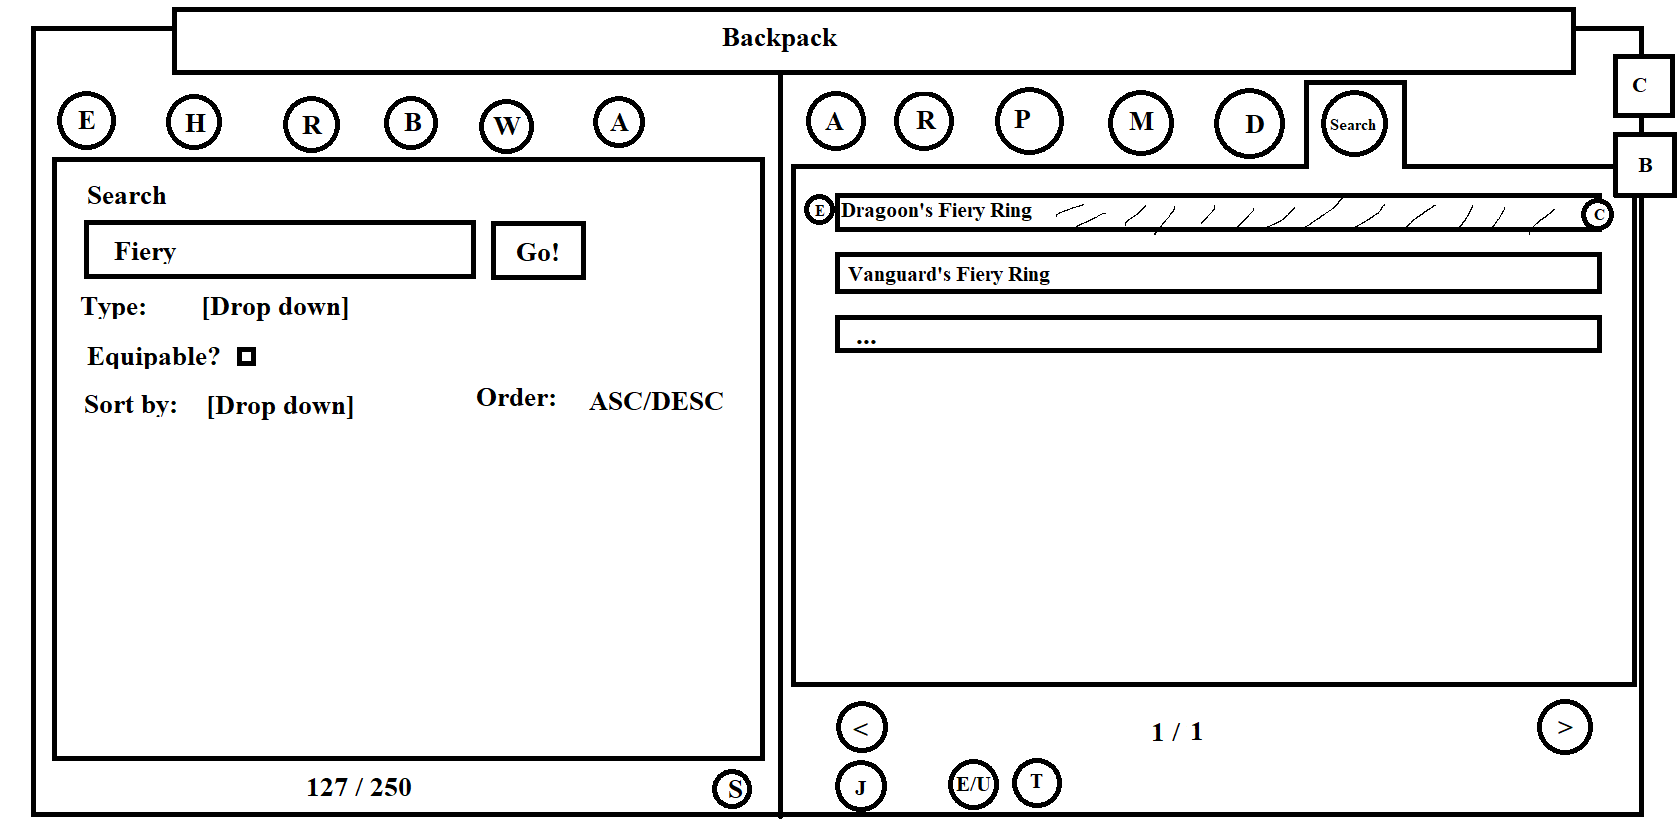 Backpack
C
B
E H R B W A
A R P M D Search
Search
Fiery Go!
Type: [Drop down]
Equipable?
Sort by: [Drop down] Order: ASC/DESC
127 / 250 S
E Dragoon's Fiery Ring C
Vanguard's Fiery Ring
...
< 1 / 1 >
J E/U T